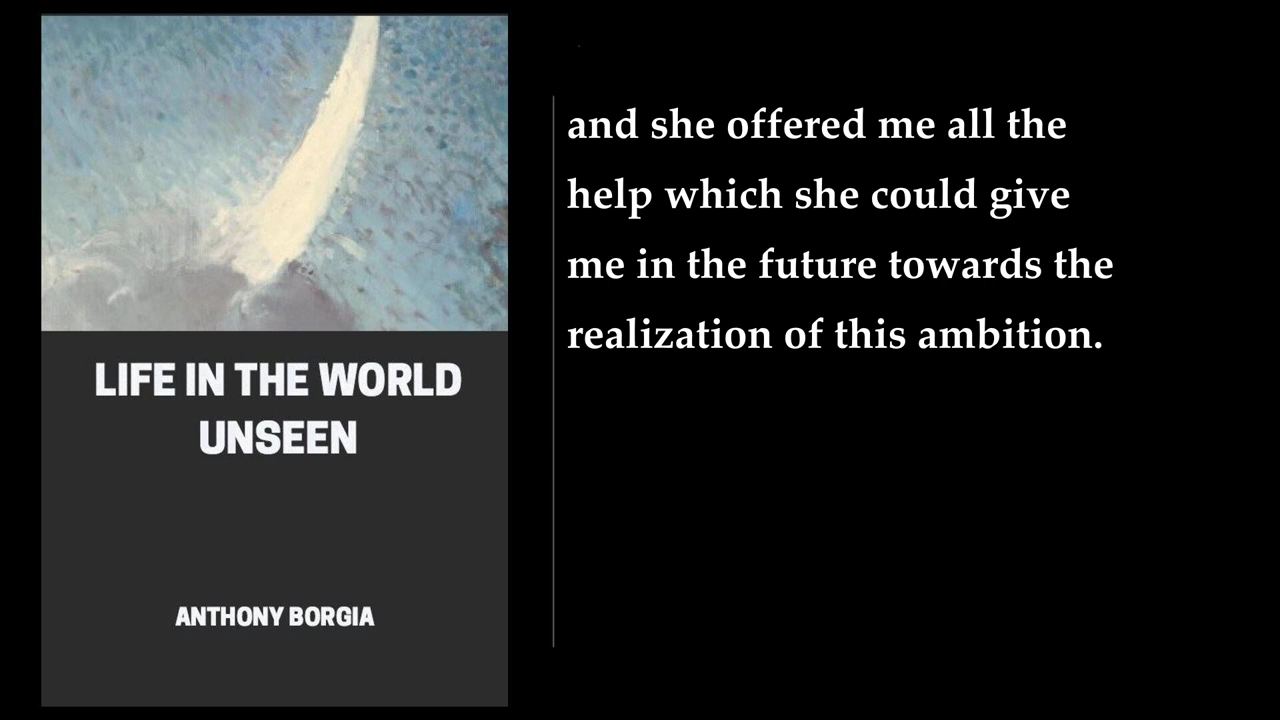 LIFE IN THE WORLD
UNSEEN
ANTHONY BORGIA
and she offered me all the
help which she could give
me in the future towards the
realization of this ambition.